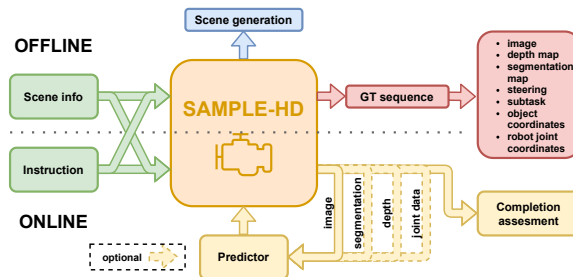 OFFLINE
Scene generation
Scene info
SAMPLE-HD
GT sequence
• image
• depth map
• segmentation
map
• steering
• subtask
• object
coordinates
• robot joint
coordinates
Instruction
ONLINE
image
segmentation
depth
joint data
Completion
assesment
optional
Predictor